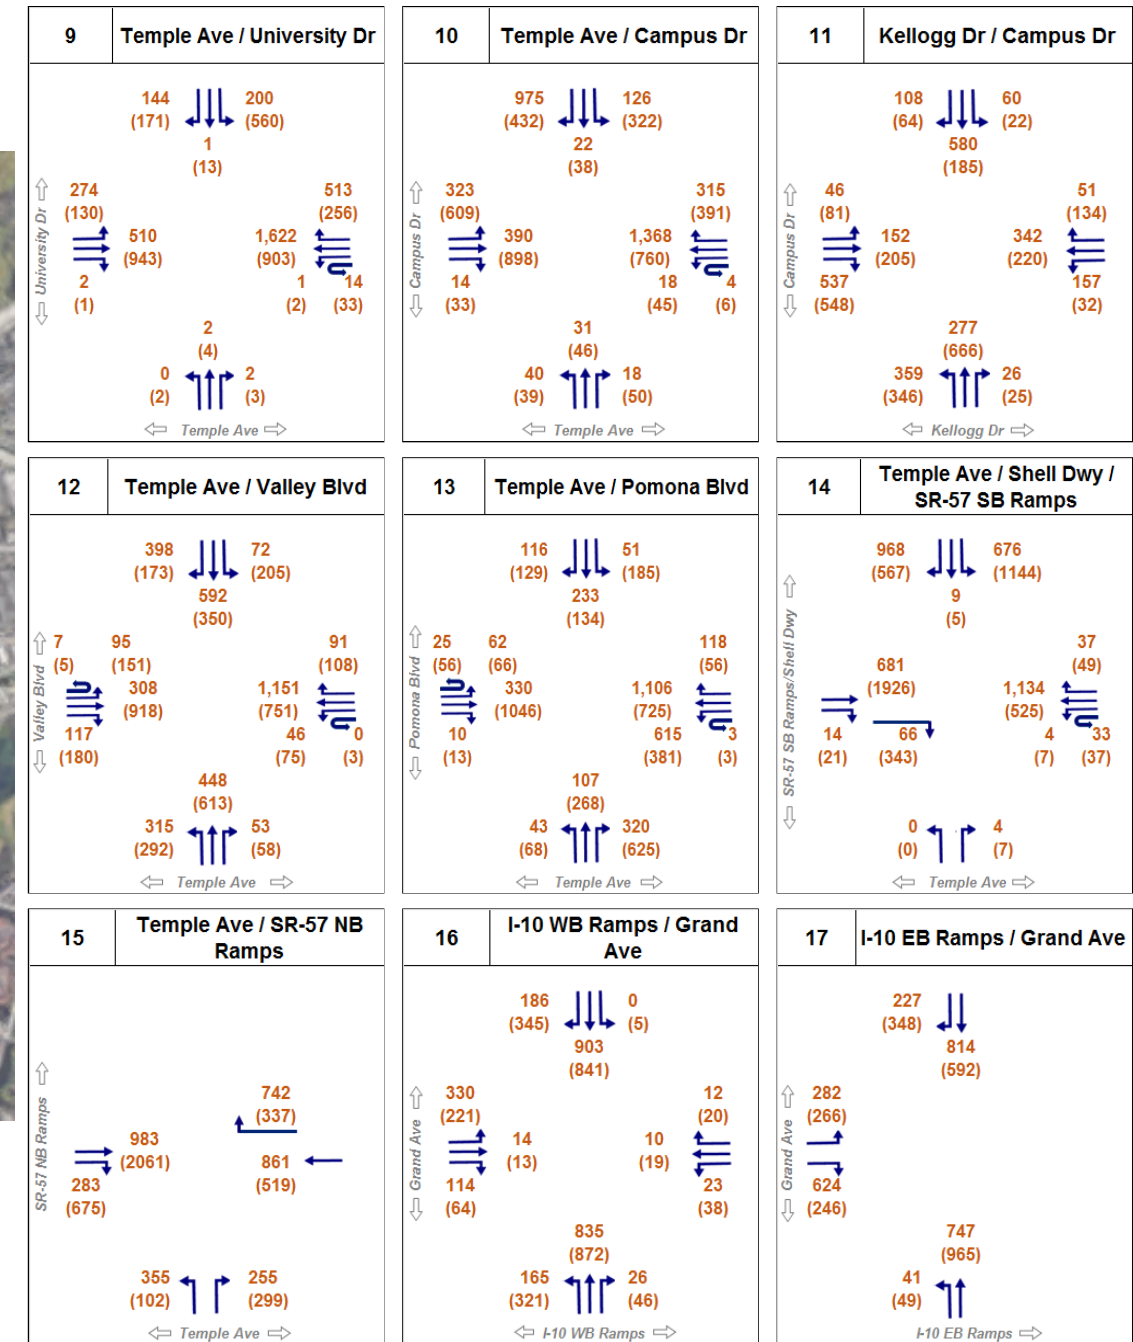 9 Temple Ave / University Dr
144 200
(171) (560)
1
(13)
274 513
(130) (256)
510 1,622
(943) (903)
2 1 14
(1) (2) (33)
2
(4)
0 2
(2) (3)
University Dr
Temple Ave
10 Temple Ave / Campus Dr
975 126
(432) (322)
22
(38)
323 315
(609) (391)
390 1,368
(898) (760)
14 18 4
(33) (45) (6)
31
(46)
40 18
(39) (50)
Campus Dr
Temple Ave
11 Kellogg Dr / Campus Dr
108 60
(64) (22)
580
(185)
46 51
(81) (134)
152 342
(205) (220)
537 157
(548) (32)
277
(666)
359 26
(346) (25)
Campus Dr
Kellogg Dr
12 Temple Ave / Valley Blvd
398 72
(173) (205)
592
(350)
7 95 91
(5) (151) (108)
308 1,151
(918) (751)
117 46 0
(180) (75) (3)
448
(613)
315 53
(292) (58)
Valley Blvd
Temple Ave
13 Temple Ave / Pomona Blvd
116 51
(129) (185)
233
(134)
25 62 118
(56) (66) (56)
330 1,106
(1046) (725)
10 615 3
(13) (381) (3)
107
(268)
43 320
(68) (625)
Pomona Blvd
Temple Ave
14 Temple Ave / Shell Dwy /
SR-57 SB Ramps
968 676
(567) (1144)
9
(5)
37
(49)
681 1,134
(1926) (525)
14 66 4 33
(21) (343) (7) (37)
0 4
(0) (7)
SR-57 SB Ramps/Shell Dwy
Temple Ave
15 Temple Ave / SR-57 NB
Ramps
742
(337)
983 861
(2061) (519)
283
(675)
355 255
(102) (299)
SR-57 NB Ramps
Temple Ave
16 I-10 WB Ramps / Grand
Ave
186 0
(345) (5)
903
(841)
330 12
(221) (20)
14 10
(13) (19)
114 23
(64) (38)
835
(872)
165 26
(321) (46)
Grand Ave
I-10 WB Ramps
17 I-10 EB Ramps / Grand Ave
227
(348)
814
(592)
282
(266)
624
(246)
747
(965)
41
(49)
Grand Ave
I-10 EB Ramps